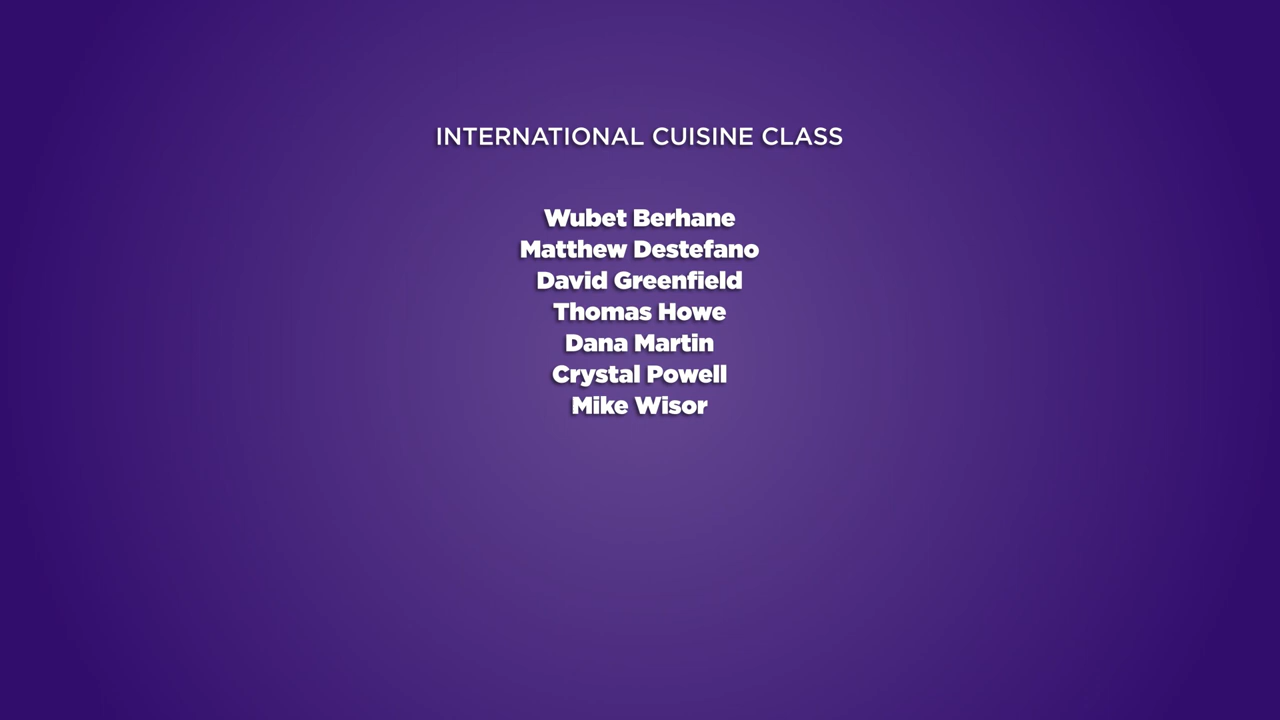 INTERNATIONAL CUISINE CLASS
Wubet Berhane
Matthew Destefano
David Greenfield
Thomas Howe
Dana Martin
Crystal Powell
Mike Wisor